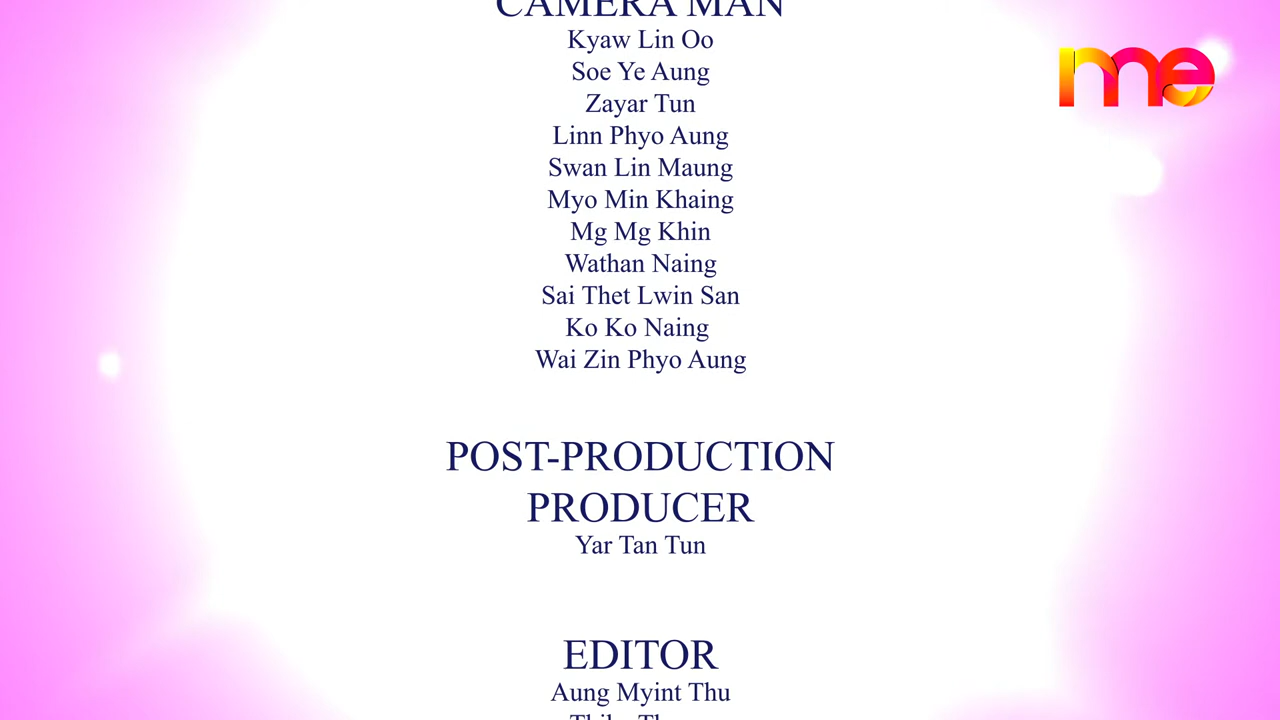 CAMERA MAN
me
Kyaw Lin Oo
Soe Ye Aung
Zayar Tun
Linn Phyo Aung
Swan Lin Maung
Myo Min Khaing
Mg Mg Khin
Wathan Naing
Sai Thet Lwin San
Ko Ko Naing
Wai Zin Phyo Aung
POST-PRODUCTION
PRODUCER
Yar Tan Tun
EDITOR
Aung Myint Thu